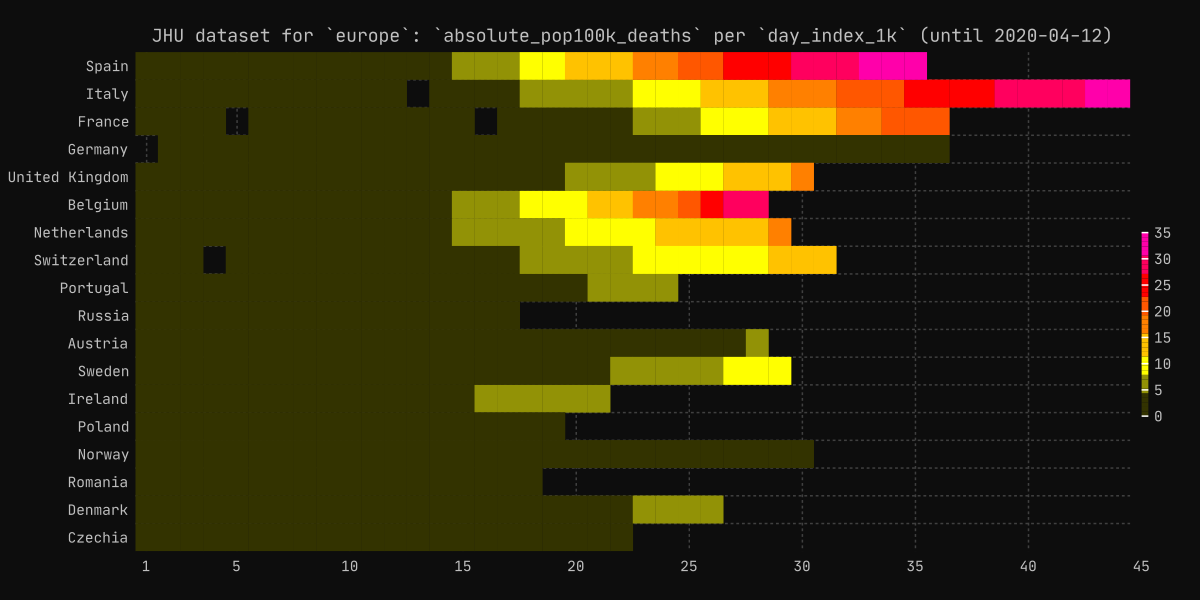 JHU dataset for `europe`: `absolute_pop100k_deaths` per `day_index_1k` (until 2020-04-12)
Spain
Italy
France
Germany
United Kingdom
Belgium
Netherlands
Switzerland
Portugal
Russia
Austria
Sweden
Ireland
Poland
Norway
Romania
Denmark
Czechia
1 5 10 15 20 25 30 35 40 45
35
30
25
20
15
10
5
0